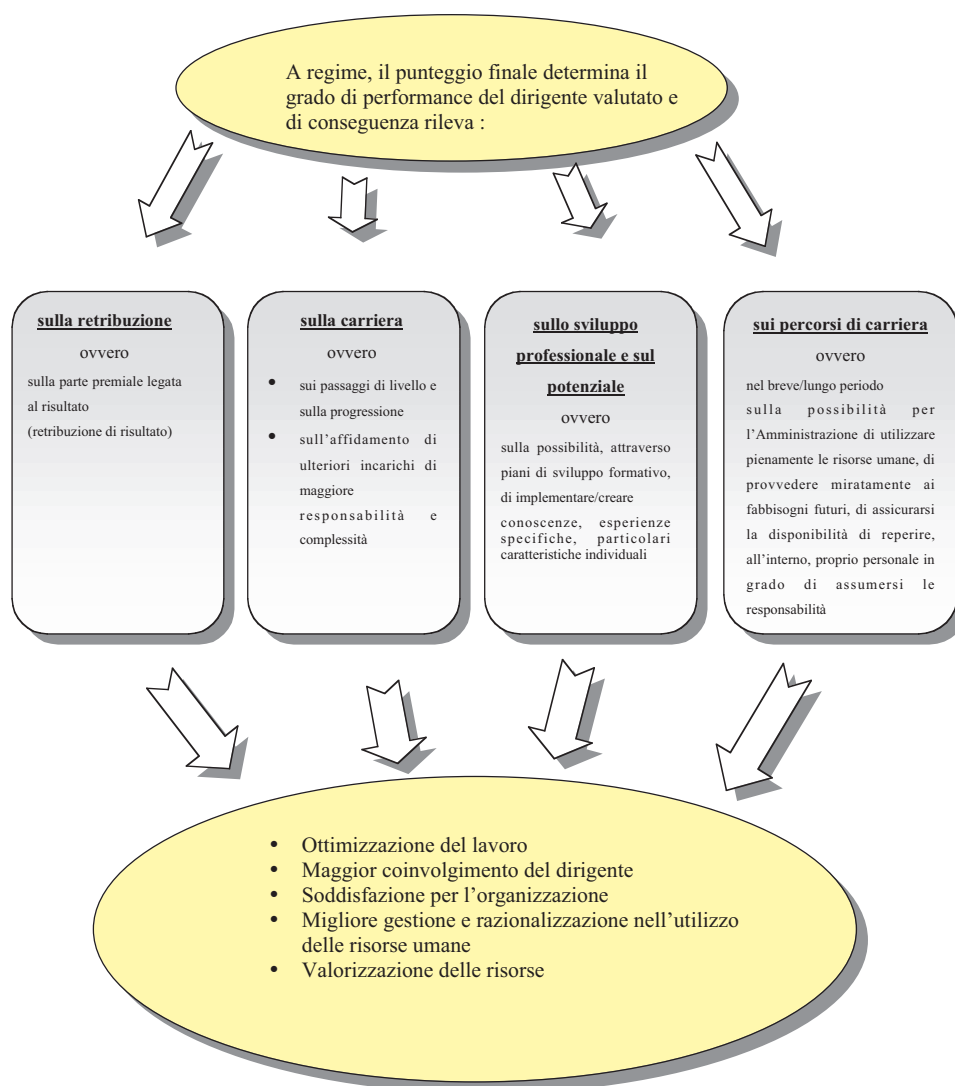 A regime, il punteggio finale determina il
grado di performance del dirigente valutato e
di conseguenza rileva :
sulla retribuzione
ovvero
sulla parte premiale legata
al risultato
(retribuzione di risultato)
sulla carriera
ovvero
• sui passaggi di livello e
sulla progressione
• sull’affidamento di
ulteriori incarichi di
maggiore
responsabilità e
complessità
sullo sviluppo
professionale e sul
potenziale
ovvero
sulla possibilità, attraverso
piani di sviluppo formativo,
di implementare/creare
conoscenze, esperienze
specifiche, particolari
caratteristiche individuali
sui percorsi di carriera
ovvero
nel breve/lungo periodo
sulla possibilità per
l’Amministrazione di utilizzare
pienamente le risorse umane, di
provvedere miratamente ai
fabbisogni futuri, di assicurarsi
la disponibilità di reperire,
all’interno, proprio personale in
grado di assumersi le
responsabilità
• Ottimizzazione del lavoro
• Maggior coinvolgimento del dirigente
• Soddisfazione per l’organizzazione
• Migliore gestione e razionalizzazione nell’utilizzo
delle risorse umane
• Valorizzazione delle risorse